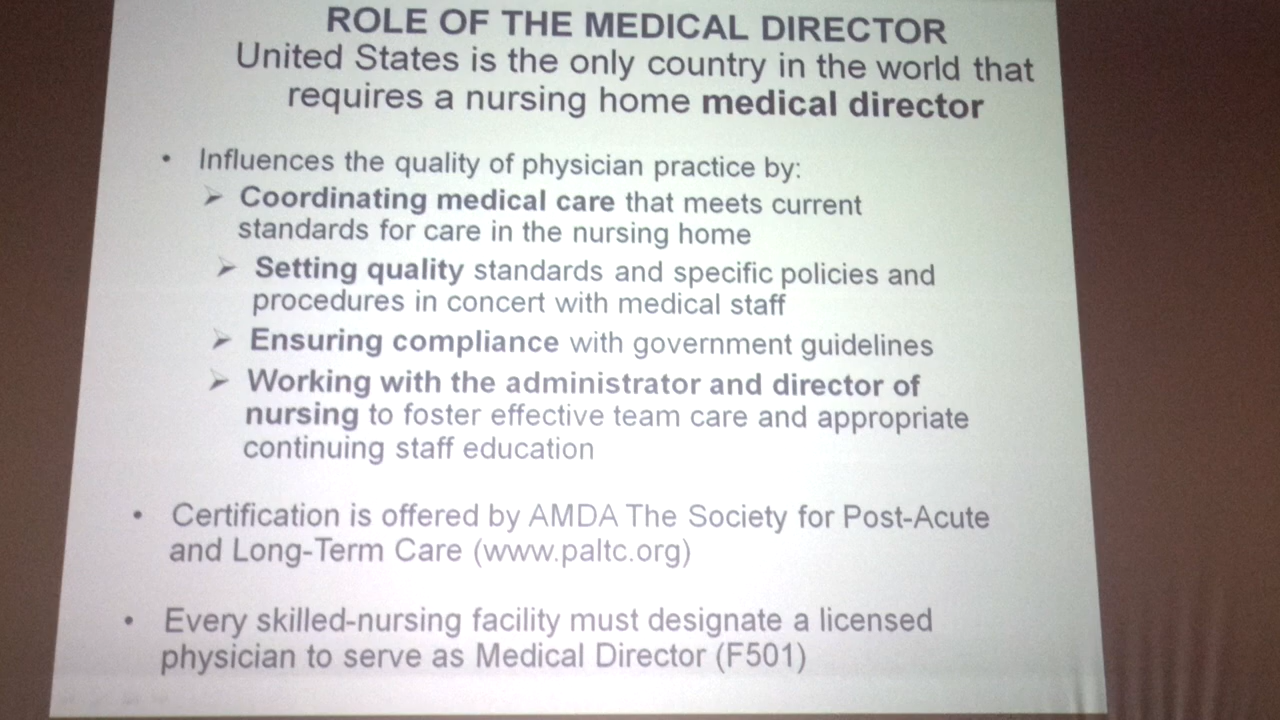 ROLE OF THE MEDICAL DIRECTOR
United States is the only country in the world that
requires a nursing home medical director
• Influences the quality of physician practice by:
➢ Coordinating medical care that meets current
standards for care in the nursing home
➢ Setting quality standards and specific policies and
procedures in concert with medical staff
➢ Ensuring compliance with government guidelines
➢ Working with the administrator and director of
nursing to foster effective team care and appropriate
continuing staff education
• Certification is offered by AMDA The Society for Post-Acute
and Long-Term Care (www.paltc.org)
• Every skilled-nursing facility must designate a licensed
physician to serve as Medical Director (F501)